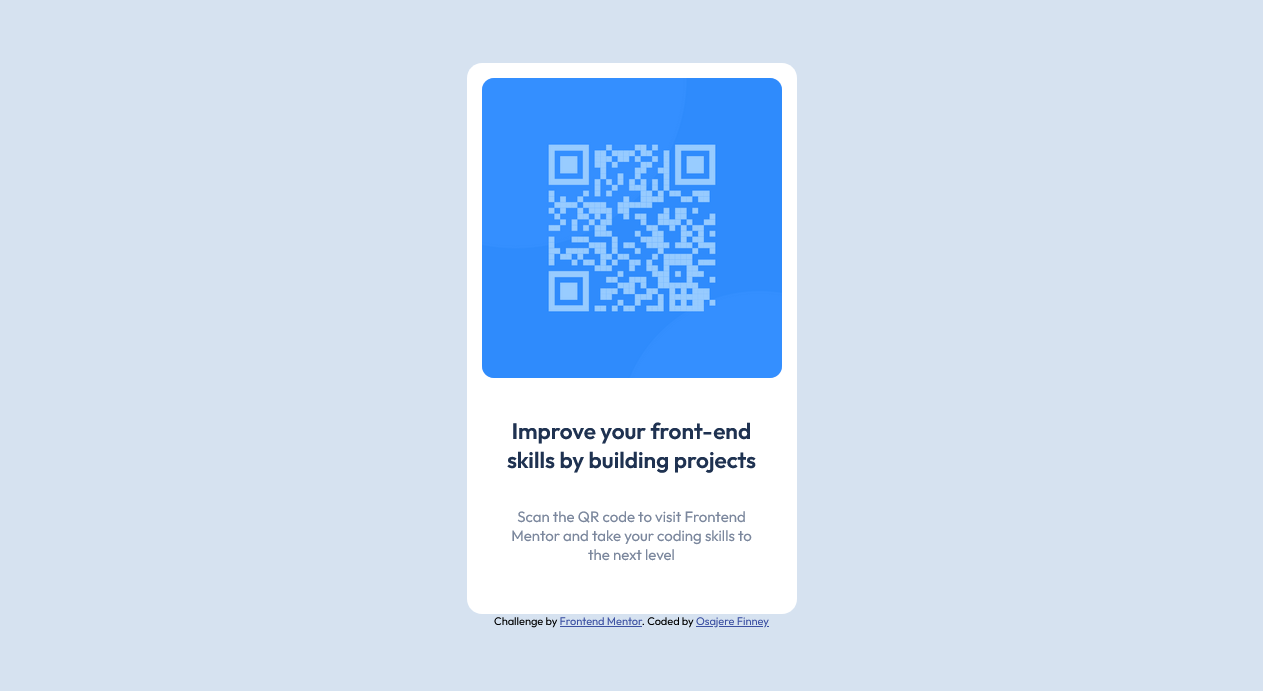 Improve your front-end
skills by building projects
Scan the QR code to visit Frontend
Mentor and take your coding skills to
the next level
Challenge by Frontend Mentor. Coded by Osajere Finney